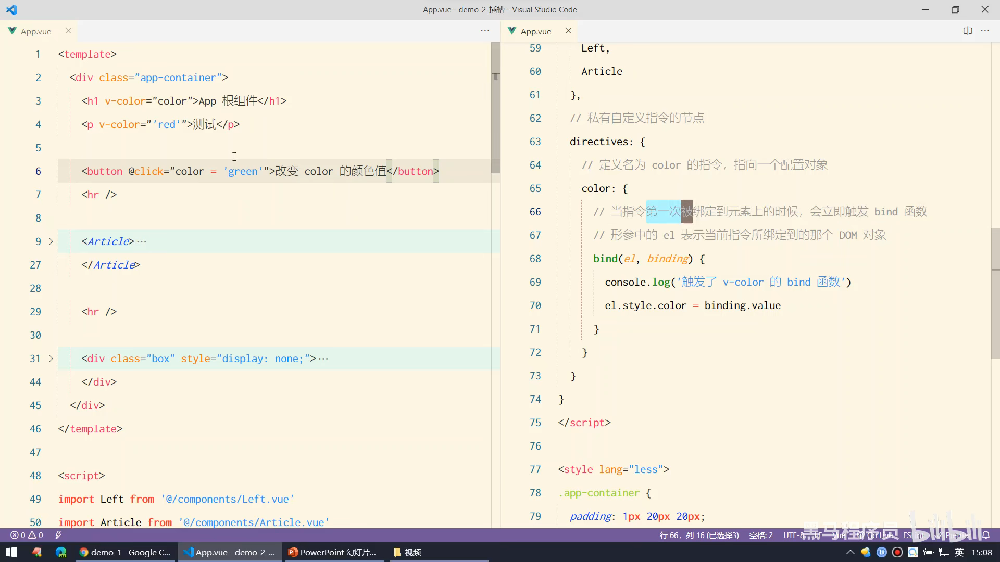 App.vue - demo-2-插槽 - Visual Studio Code
App.vue
1 <template>
2 <div class="app-container">
3 <h1 v-color="color">App 根组件</h1>
4 <p v-color="'red'">测试</p>
5
6 <button @click="color = 'green'">改变 color 的颜色值</button>
7 <hr />
8
9 <Article>···
27 </Article>
28
29 <hr />
30
31 <div class="box" style="display: none;">···
44 </div>
45 </div>
46 </template>
47
48 <script>
49 import Left from '@/components/Left.vue'
50 import Article from '@/components/Article.vue'
App.vue
59 Left,
60 Article
61 },
62 // 私有自定义指令的节点
63 directives: {
64 // 定义名为 color 的指令，指向一个配置对象
65 color: {
66 // 当指令第一次被绑定到元素上的时候，会立即触发 bind 函数
67 // 形参中的 el 表示当前指令所绑定到的那个 DOM 对象
68 bind(el, binding) {
69 console.log('触发了 v-color 的 bind 函数')
70 el.style.color = binding.value
71 }
72 }
73 }
74 }
75 </script>
76
77 <style lang="less">
78 .app-container {
79 padding: 1px 20px 20px;
黑马程序员 bilibili
0 0
行 66，列 16 (已选择3) 空格: 2 UTF-8 LF Vue Go Live ESLint Prettier
demo-1 - Google C...
App.vue - demo-2-...
PowerPoint 幻灯片...
视频
英 15:08